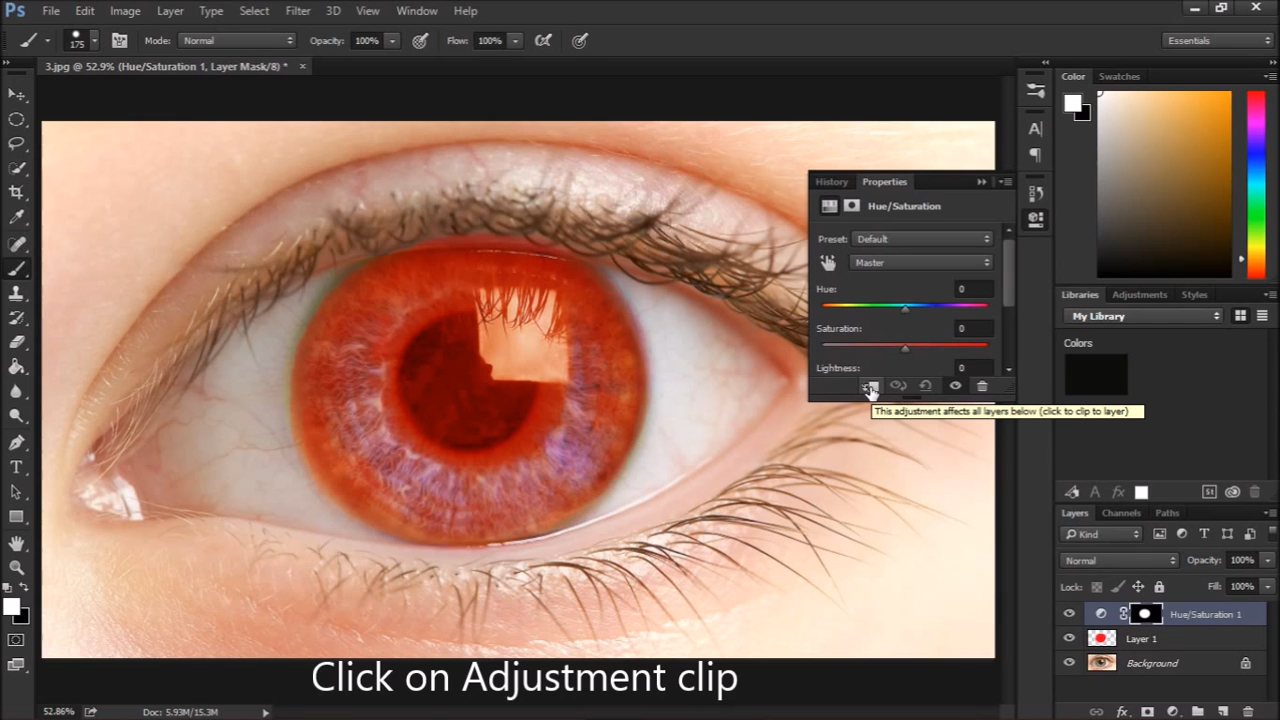 Ps File Edit Image Layer Type Select Filter 3D View Window Help
175 Mode: Normal Opacity: 100% Flow: 100% Essentials
3.jpg @ 52.9% (Hue/Saturation 1, Layer Mask/8) * ×
Color Swatches
History Properties
Hue/Saturation
Preset: Default
Master
Hue: 0
Saturation: 0
Lightness: 0
This adjustment affects all layers below (click to clip to layer)
Libraries Adjustments Styles
My Library
Colors
St
Layers Channels Paths
Kind
Normal Opacity: 100%
Lock: Fill: 100%
Hue/Saturation 1
Layer 1
Background
fx
Click on Adjustment clip
52.86% Doc: 5.93M/15.3M